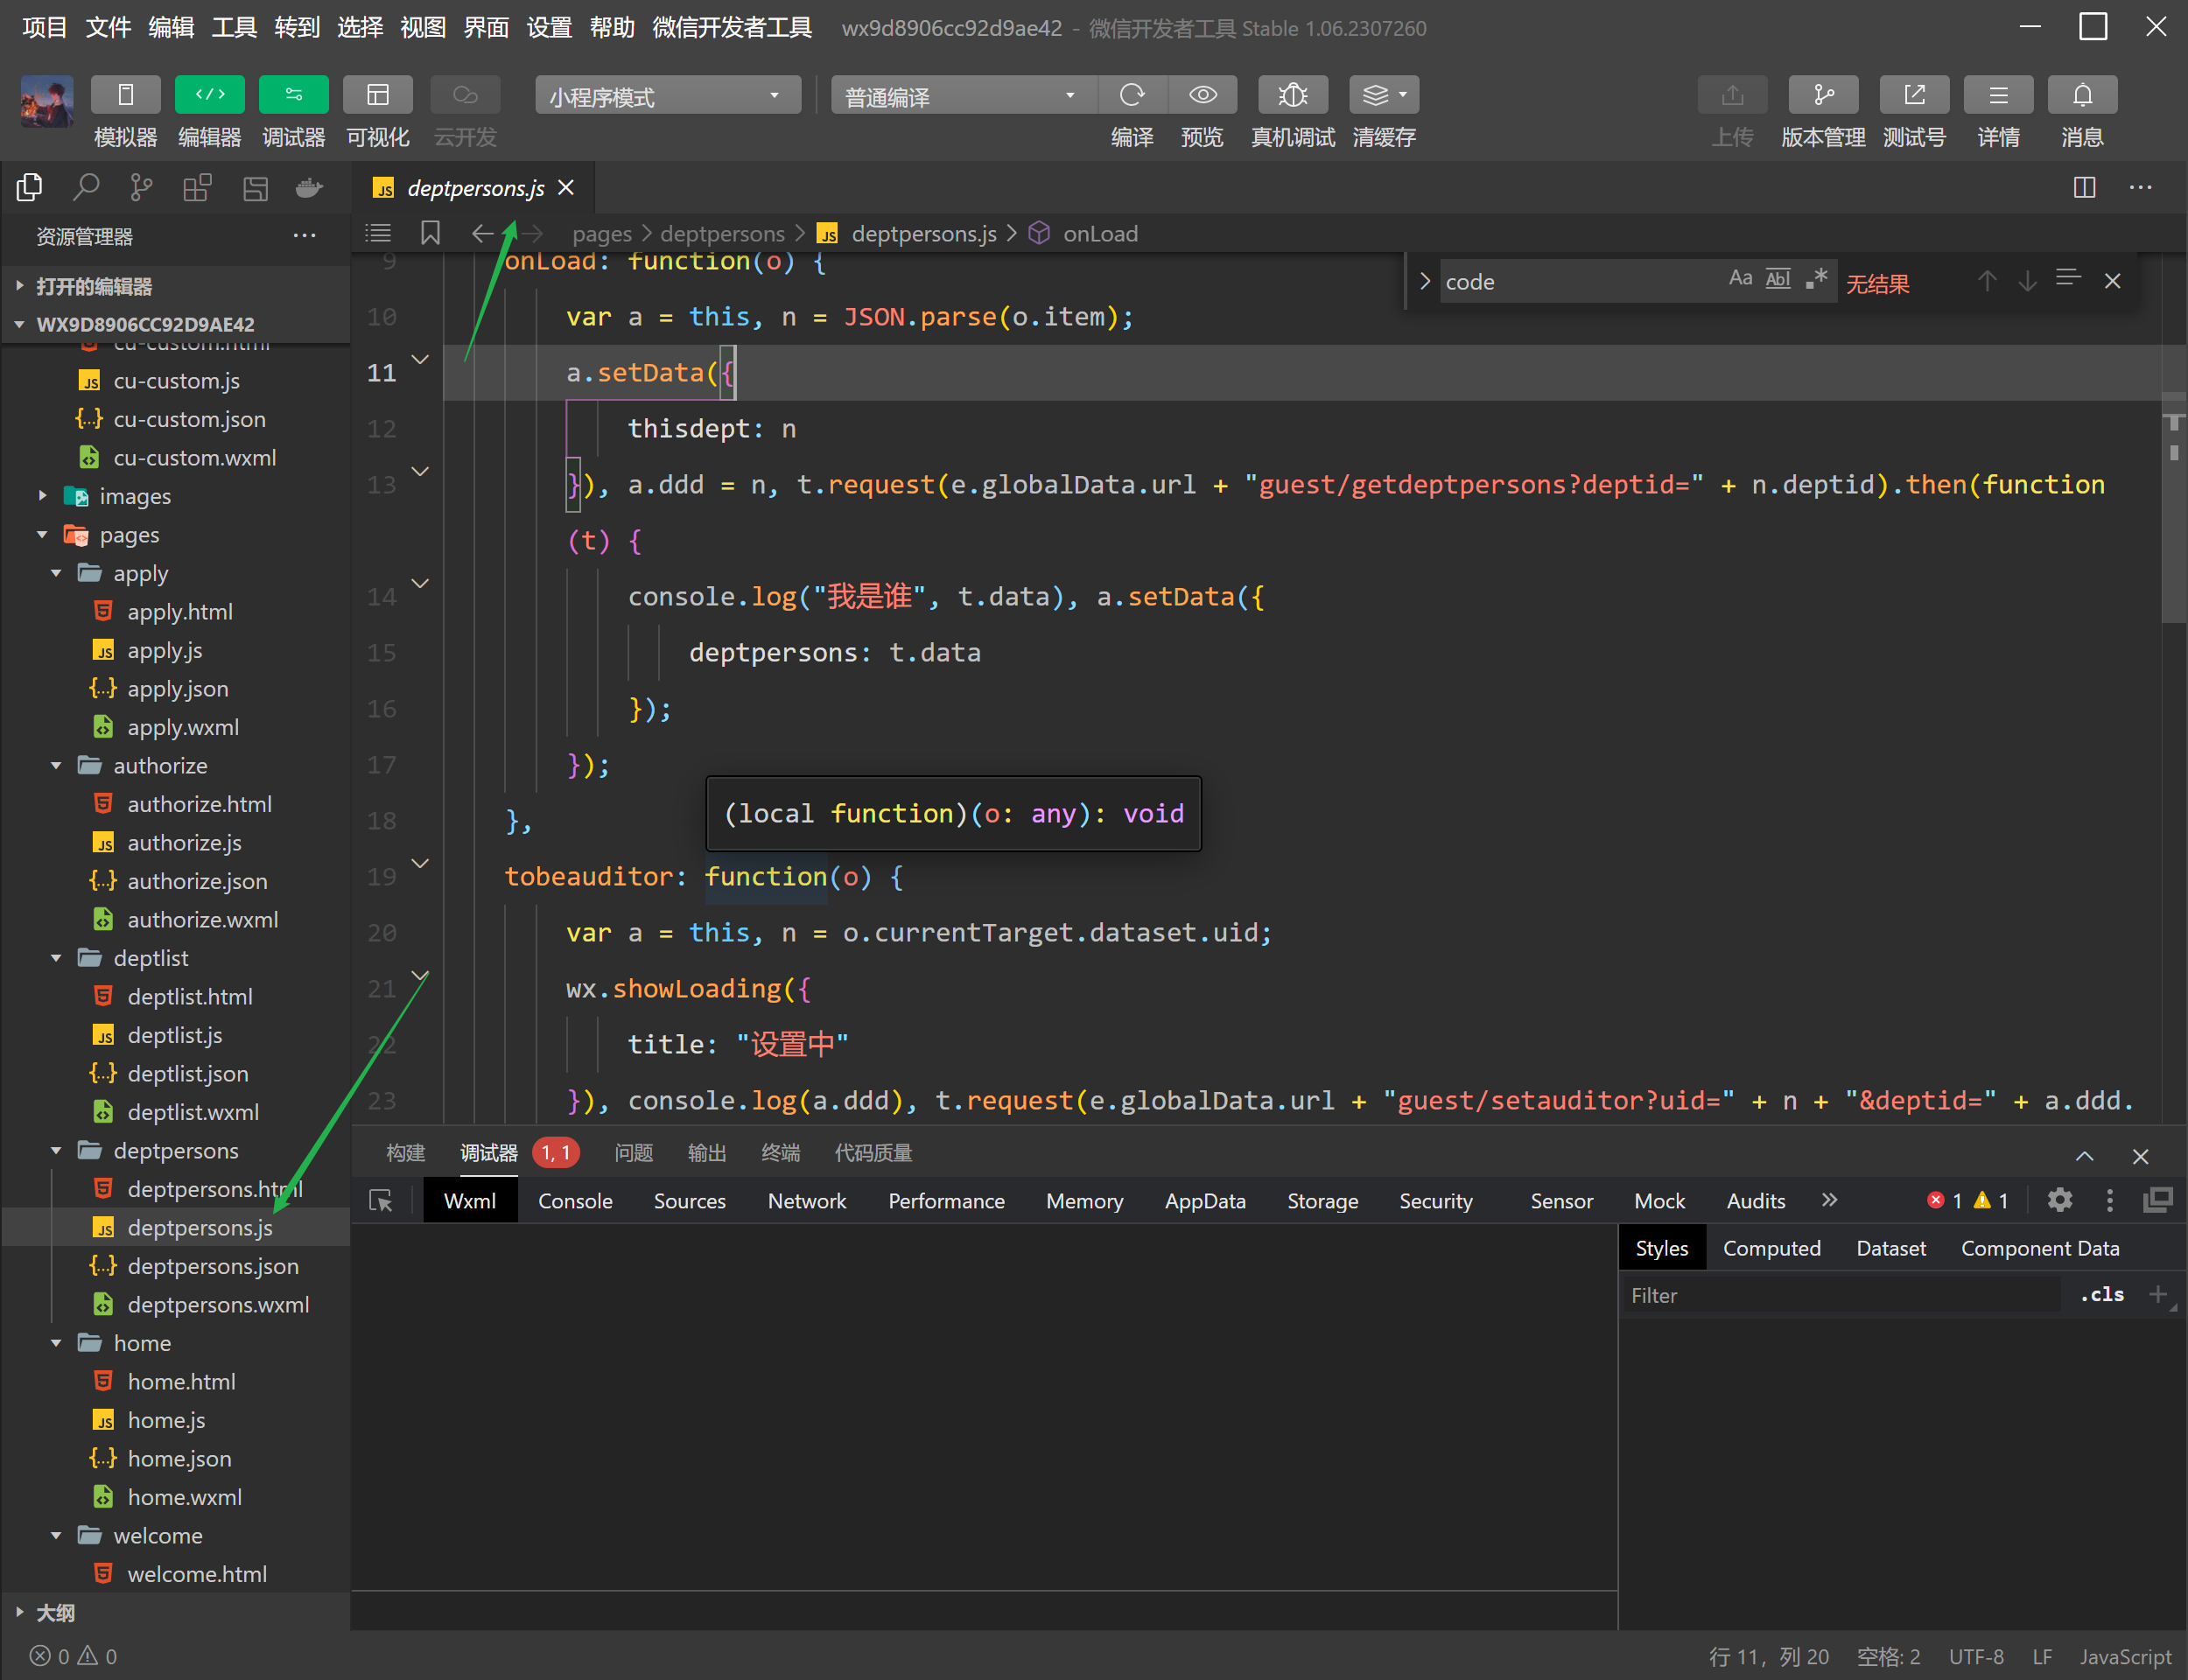 项目 文件 编辑 工具 转到 选择 视图 界面 设置 帮助 微信开发者工具 wx9d8906cc92d9ae42 - 微信开发者工具 Stable 1.06.2307260
小程序模式 普通编译
模拟器 编辑器 调试器 可视化 云开发 编译 预览 真机调试 清缓存 上传 版本管理 测试号 详情 消息
JS deptpersons.js
资源管理器 ···
pages > deptpersons > JS deptpersons.js > onLoad
打开的编辑器
WX9D8906CC92D9AE42
cu-custom.html
JS cu-custom.js
{..} cu-custom.json
cu-custom.wxml
images
pages
apply
apply.html
JS apply.js
{..} apply.json
apply.wxml
authorize
authorize.html
JS authorize.js
{..} authorize.json
authorize.wxml
deptlist
deptlist.html
JS deptlist.js
{..} deptlist.json
deptlist.wxml
deptpersons
deptpersons.html
JS deptpersons.js
{..} deptpersons.json
deptpersons.wxml
home
home.html
JS home.js
{..} home.json
home.wxml
welcome
welcome.html
大纲
code Aa Abl .* 无结果
9 onLoad: function(o) {
10 var a = this, n = JSON.parse(o.item);
11 a.setData({
12 thisdept: n
13 }), a.ddd = n, t.request(e.globalData.url + "guest/getdeptpersons?deptid=" + n.deptid).then(function
(t) {
14 console.log("我是谁", t.data), a.setData({
15 deptpersons: t.data
16 });
17 });
18 },
(local function)(o: any): void
19 tobeauditor: function(o) {
20 var a = this, n = o.currentTarget.dataset.uid;
21 wx.showLoading({
22 title: "设置中"
23 }), console.log(a.ddd), t.request(e.globalData.url + "guest/setauditor?uid=" + n + "&deptid=" + a.ddd.
构建 调试器 1, 1 问题 输出 终端 代码质量
Wxml Console Sources Network Performance Memory AppData Storage Security Sensor Mock Audits » 1 1
Styles Computed Dataset Component Data
Filter .cls +
0 0 行 11，列 20 空格: 2 UTF-8 LF JavaScript